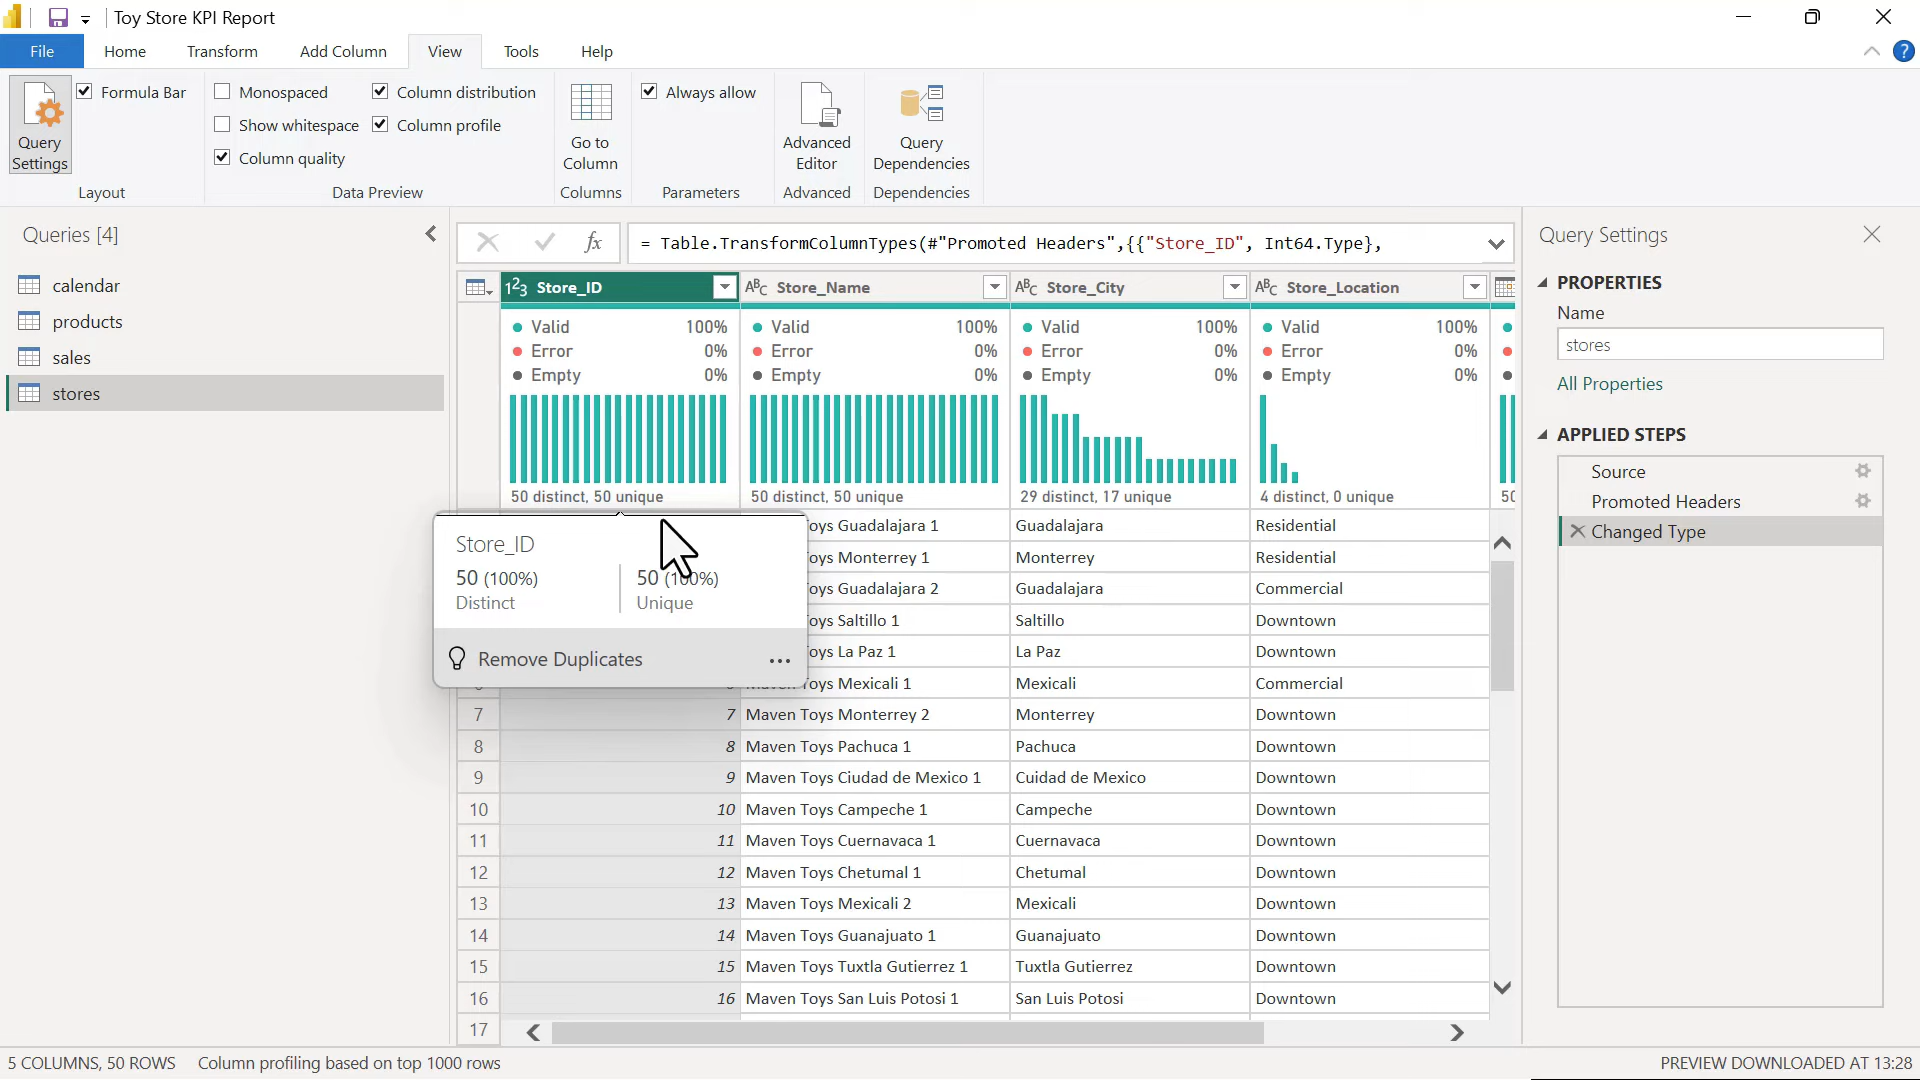 Toy Store KPI Report
File
Home
Transform
Add Column
View
Tools
Help
?
Query Settings
Formula Bar
Layout
Monospaced
Show whitespace
Column quality
Column distribution
Column profile
Data Preview
Go to Column
Columns
Always allow
Parameters
Advanced Editor
Advanced
Query Dependencies
Dependencies
Queries [4]
calendar
products
sales
stores
fx
= Table.TransformColumnTypes(#"Promoted Headers",{{"Store_ID", Int64.Type},
123 Store_ID
ABC Store_Name
ABC Store_City
ABC Store_Location
Valid 100%
Error 0%
Empty 0%
50 distinct, 50 unique
Valid 100%
Error 0%
Empty 0%
50 distinct, 50 unique
Valid 100%
Error 0%
Empty 0%
29 distinct, 17 unique
Valid 100%
Error 0%
Empty 0%
4 distinct, 0 unique
50
Store_ID
50 (100%)
Distinct
50 (100%)
Unique
Remove Duplicates
...
oys Guadalajara 1 Guadalajara Residential
oys Monterrey 1 Monterrey Residential
oys Guadalajara 2 Guadalajara Commercial
oys Saltillo 1 Saltillo Downtown
oys La Paz 1 La Paz Downtown
oys Mexicali 1 Mexicali Commercial
7 7 Maven Toys Monterrey 2 Monterrey Downtown
8 8 Maven Toys Pachuca 1 Pachuca Downtown
9 9 Maven Toys Ciudad de Mexico 1 Cuidad de Mexico Downtown
10 10 Maven Toys Campeche 1 Campeche Downtown
11 11 Maven Toys Cuernavaca 1 Cuernavaca Downtown
12 12 Maven Toys Chetumal 1 Chetumal Downtown
13 13 Maven Toys Mexicali 2 Mexicali Downtown
14 14 Maven Toys Guanajuato 1 Guanajuato Downtown
15 15 Maven Toys Tuxtla Gutierrez 1 Tuxtla Gutierrez Downtown
16 16 Maven Toys San Luis Potosi 1 San Luis Potosi Downtown
17
Query Settings
PROPERTIES
Name
stores
All Properties
APPLIED STEPS
Source
Promoted Headers
Changed Type
5 COLUMNS, 50 ROWS
Column profiling based on top 1000 rows
PREVIEW DOWNLOADED AT 13:28